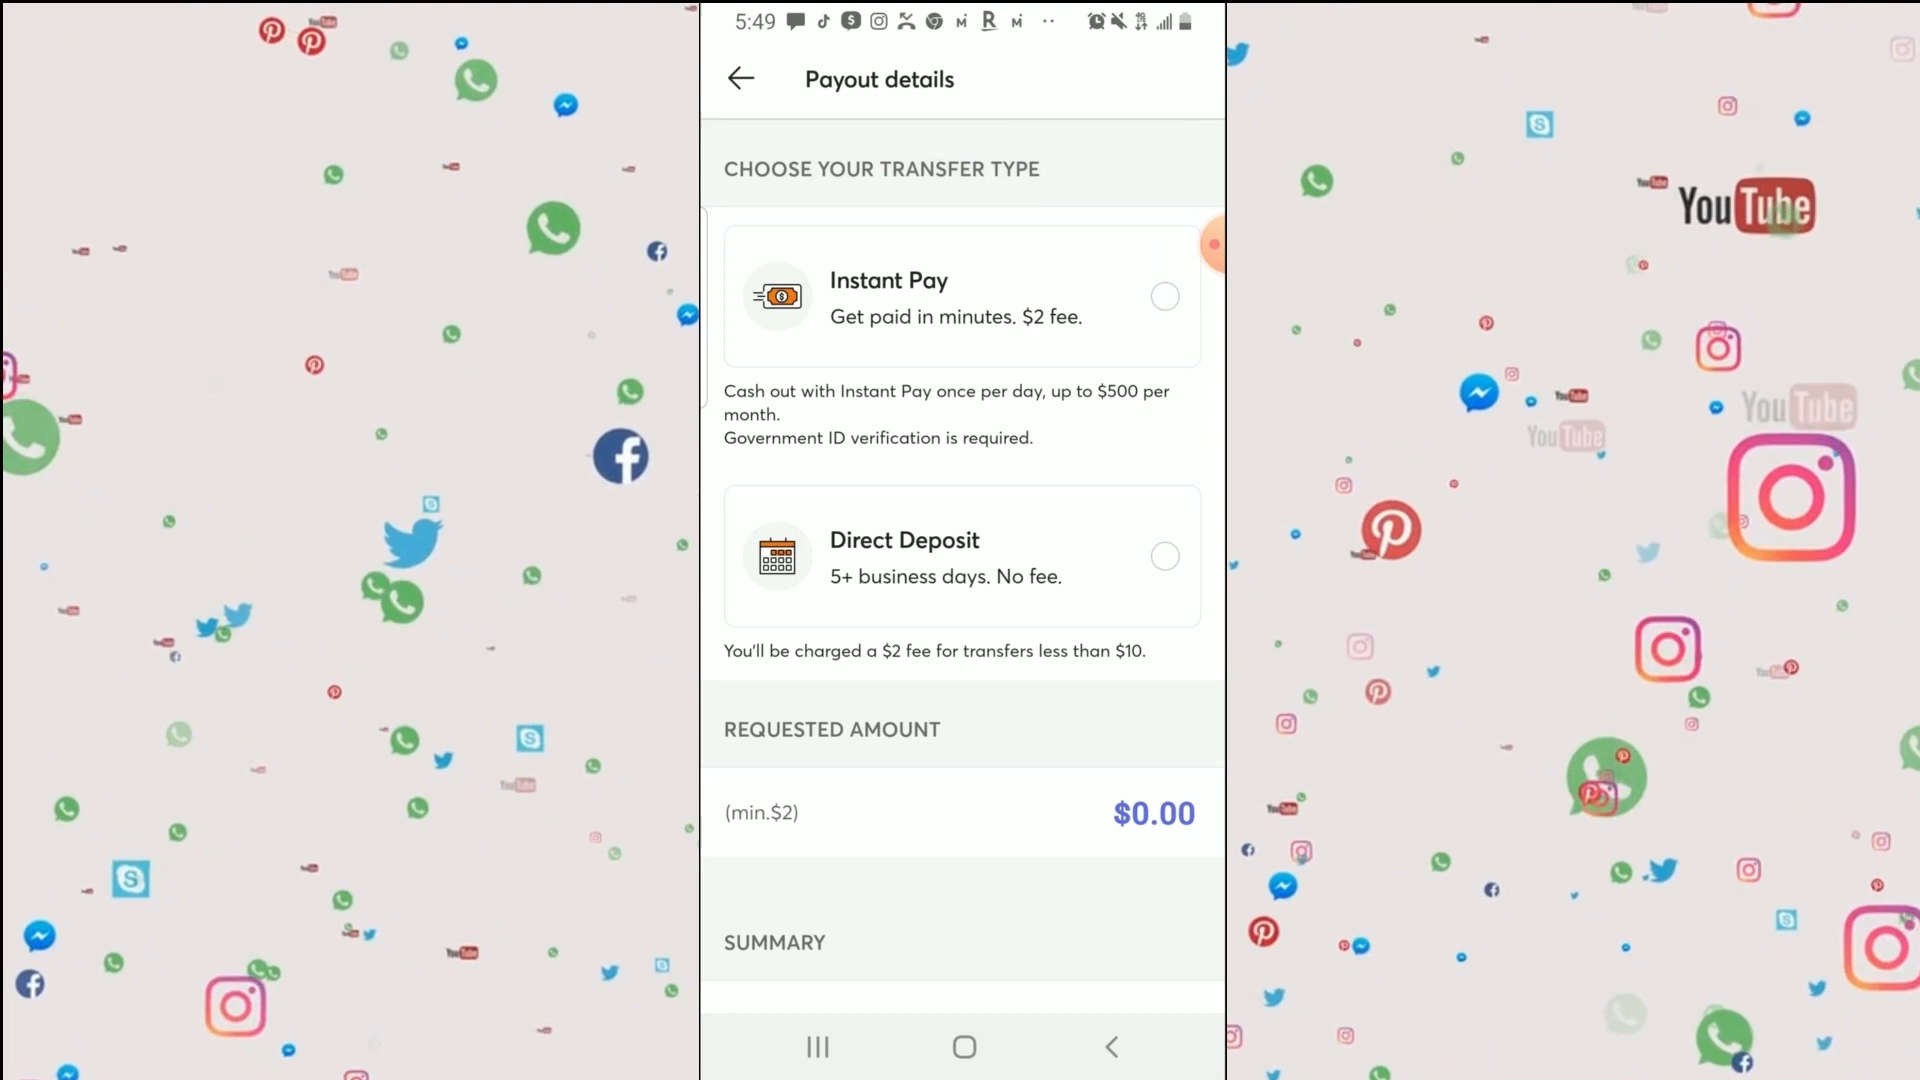 5:49
Payout details
CHOOSE YOUR TRANSFER TYPE
Instant Pay
Get paid in minutes. $2 fee.
Cash out with Instant Pay once per day, up to $500 per
month.
Government ID verification is required.
Direct Deposit
5+ business days. No fee.
You'll be charged a $2 fee for transfers less than $10.
REQUESTED AMOUNT
(min.$2)
$0.00
SUMMARY
YouTube
YouTube
YouTube